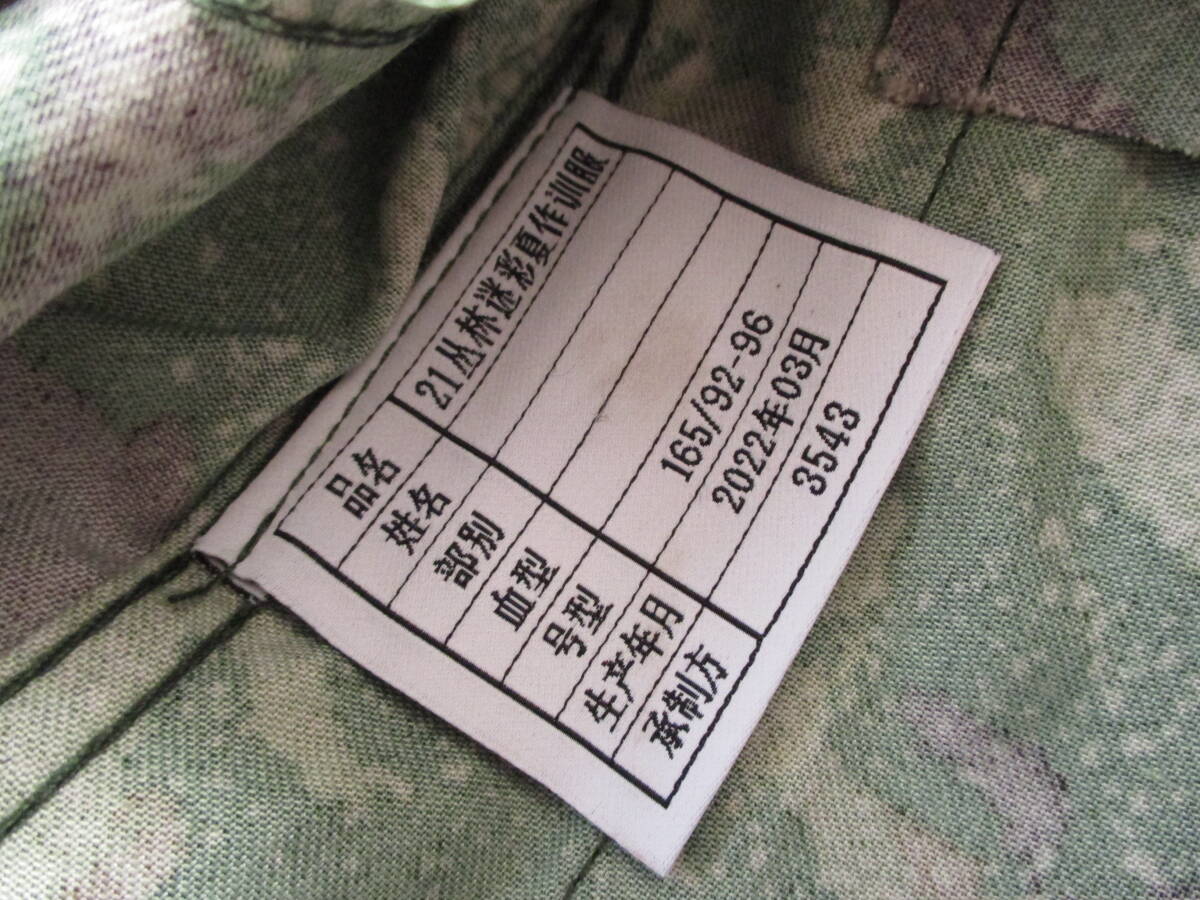 品名 21丛林迷彩夏作训服
姓名
部别
血型
号型 165/92-96
生产年月 2022年03月
承制方 3543